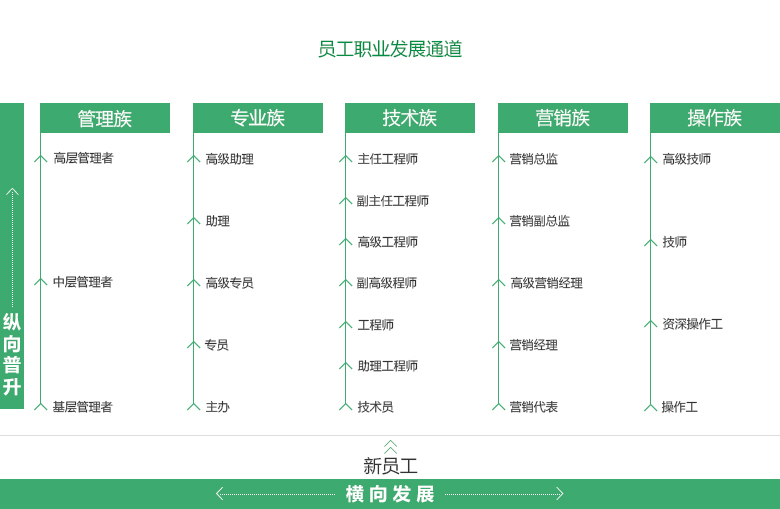 员工职业发展通道
管理族 专业族 技术族 营销族 操作族
高层管理者 高级助理 主任工程师 营销总监 高级技师
副主任工程师
助理 营销副总监
高级工程师 技师
中层管理者 高级专员 副高级程师 高级营销经理
工程师 资深操作工
专员 营销经理
助理工程师
基层管理者 主办 技术员 营销代表 操作工
纵向普升
新员工
横向发展